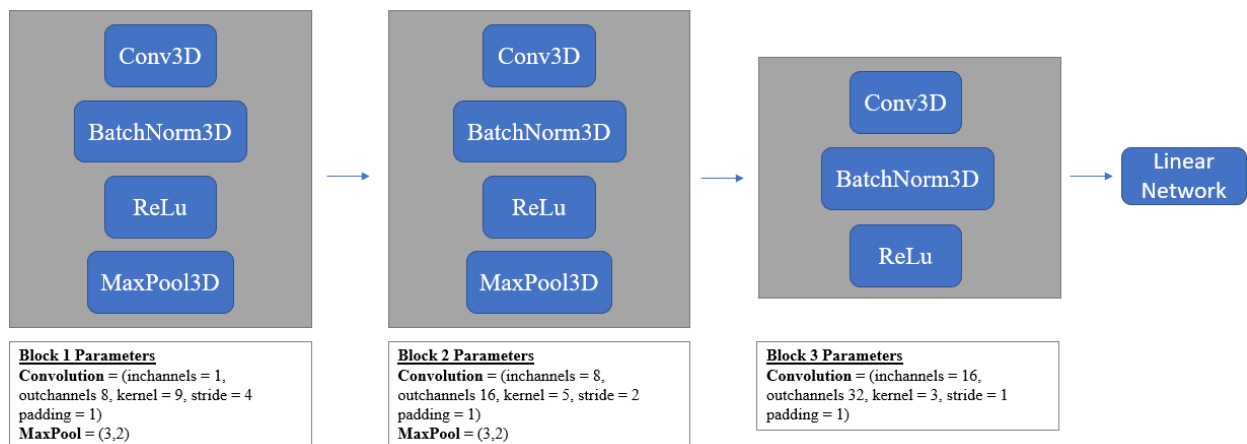 Conv3D
BatchNorm3D
ReLu
MaxPool3D
Conv3D
BatchNorm3D
ReLu
MaxPool3D
Conv3D
BatchNorm3D
ReLu
Linear
Network
Block 1 Parameters
Convolution = (inchannels = 1,
outchannels 8, kernel = 9, stride = 4
padding = 1)
MaxPool = (3,2)
Block 2 Parameters
Convolution = (inchannels = 8,
outchannels 16, kernel = 5, stride = 2
padding = 1)
MaxPool = (3,2)
Block 3 Parameters
Convolution = (inchannels = 16,
outchannels 32, kernel = 3, stride = 1
padding = 1)